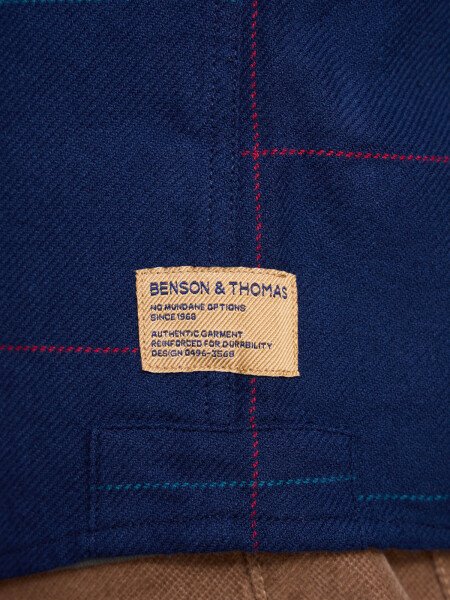 BENSON & THOMAS
NO MUNDANE OPTIONS
SINCE 1968
AUTHENTIC GARMENT
REINFORCED FOR DURABILITY
DESIGN 0496-3568